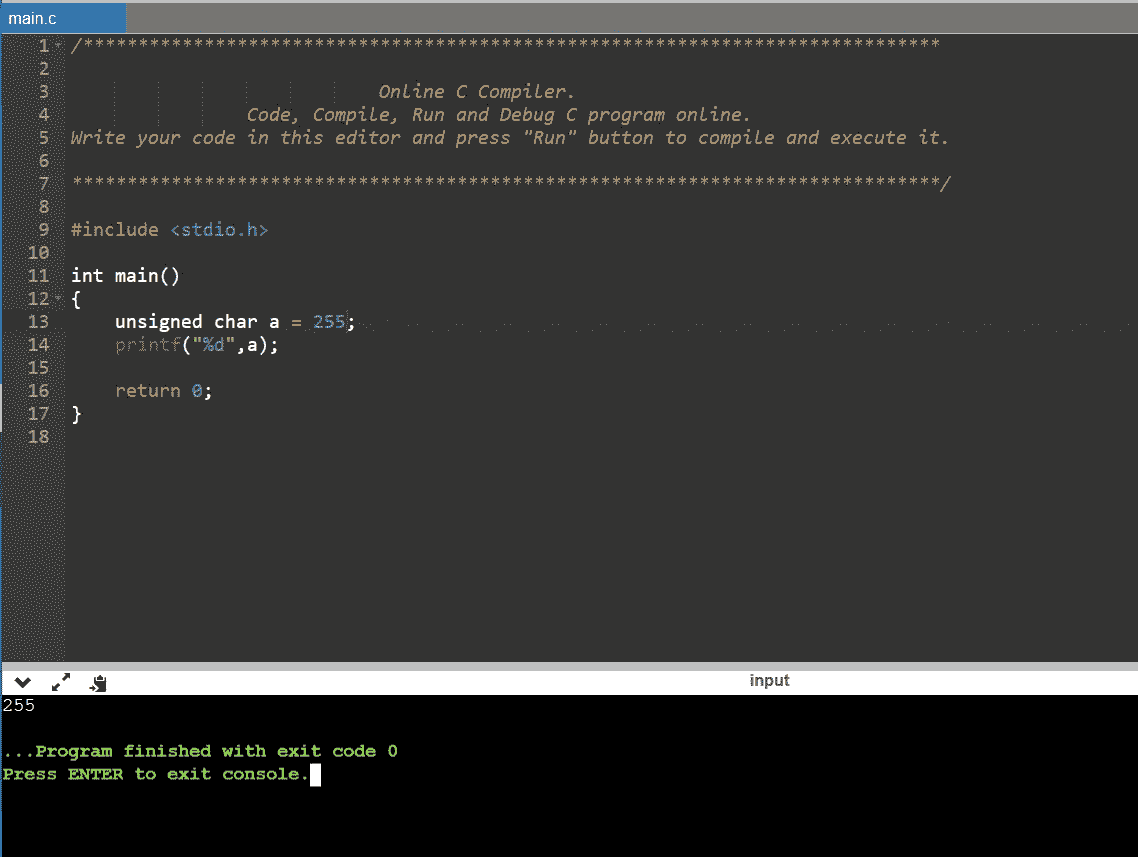 main.c
1 /******************************************************************************
2
3 Online C Compiler.
4 Code, Compile, Run and Debug C program online.
5 Write your code in this editor and press "Run" button to compile and execute it.
6
7 *******************************************************************************/
8
9 #include <stdio.h>
10
11 int main()
12 {
13 unsigned char a = 255;
14 printf("%d",a);
15
16 return 0;
17 }
18
input
255
...Program finished with exit code 0
Press ENTER to exit console.